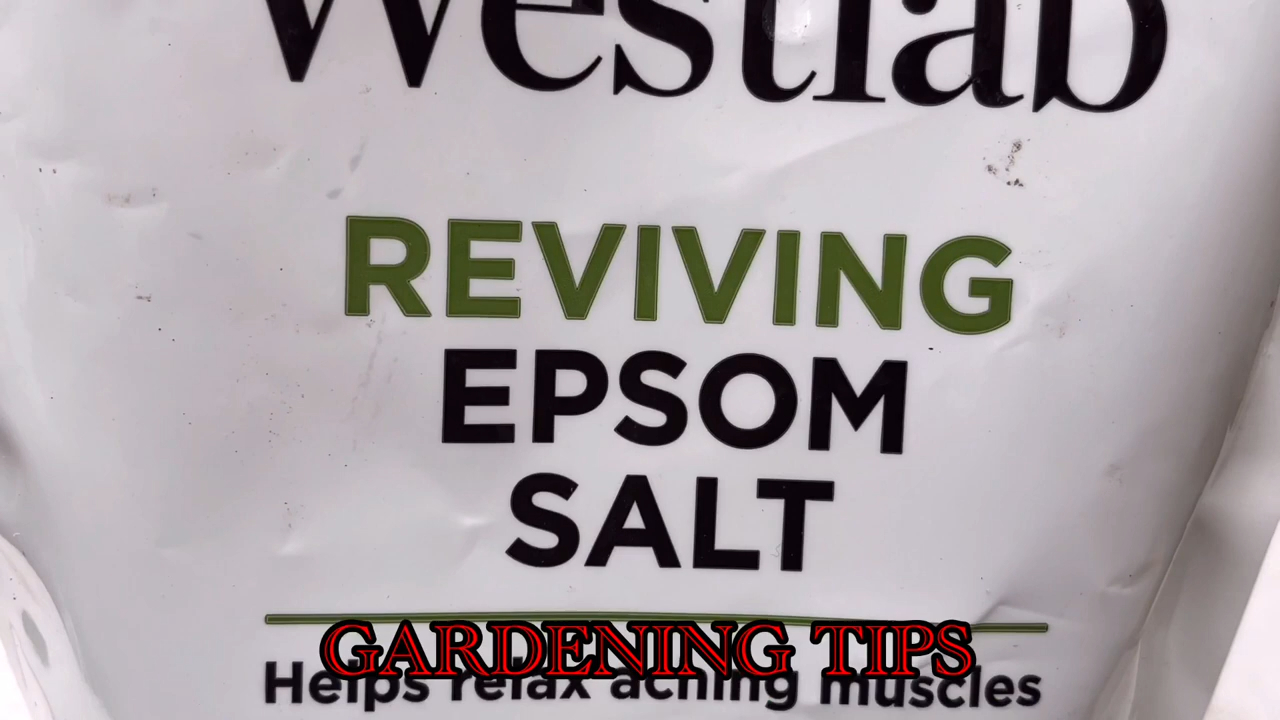 Westlab
REVIVING
EPSOM
SALT
GARDENING TIPS
Helps relax aching muscles